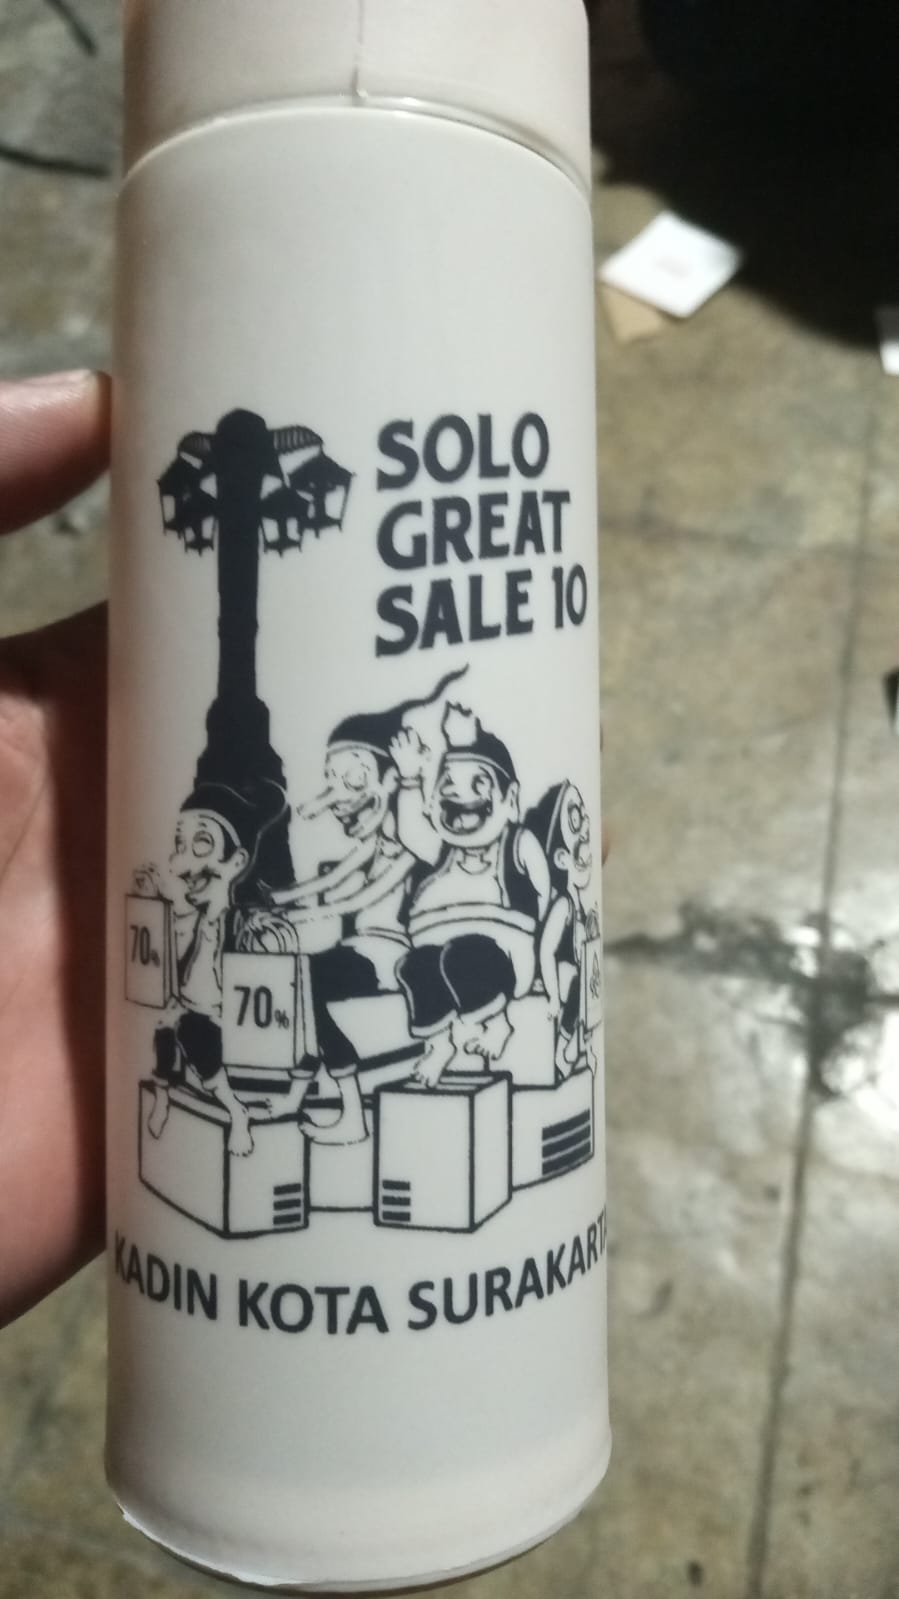 SOLO
GREAT
SALE 10
70%
70%
KADIN KOTA SURAKARTA